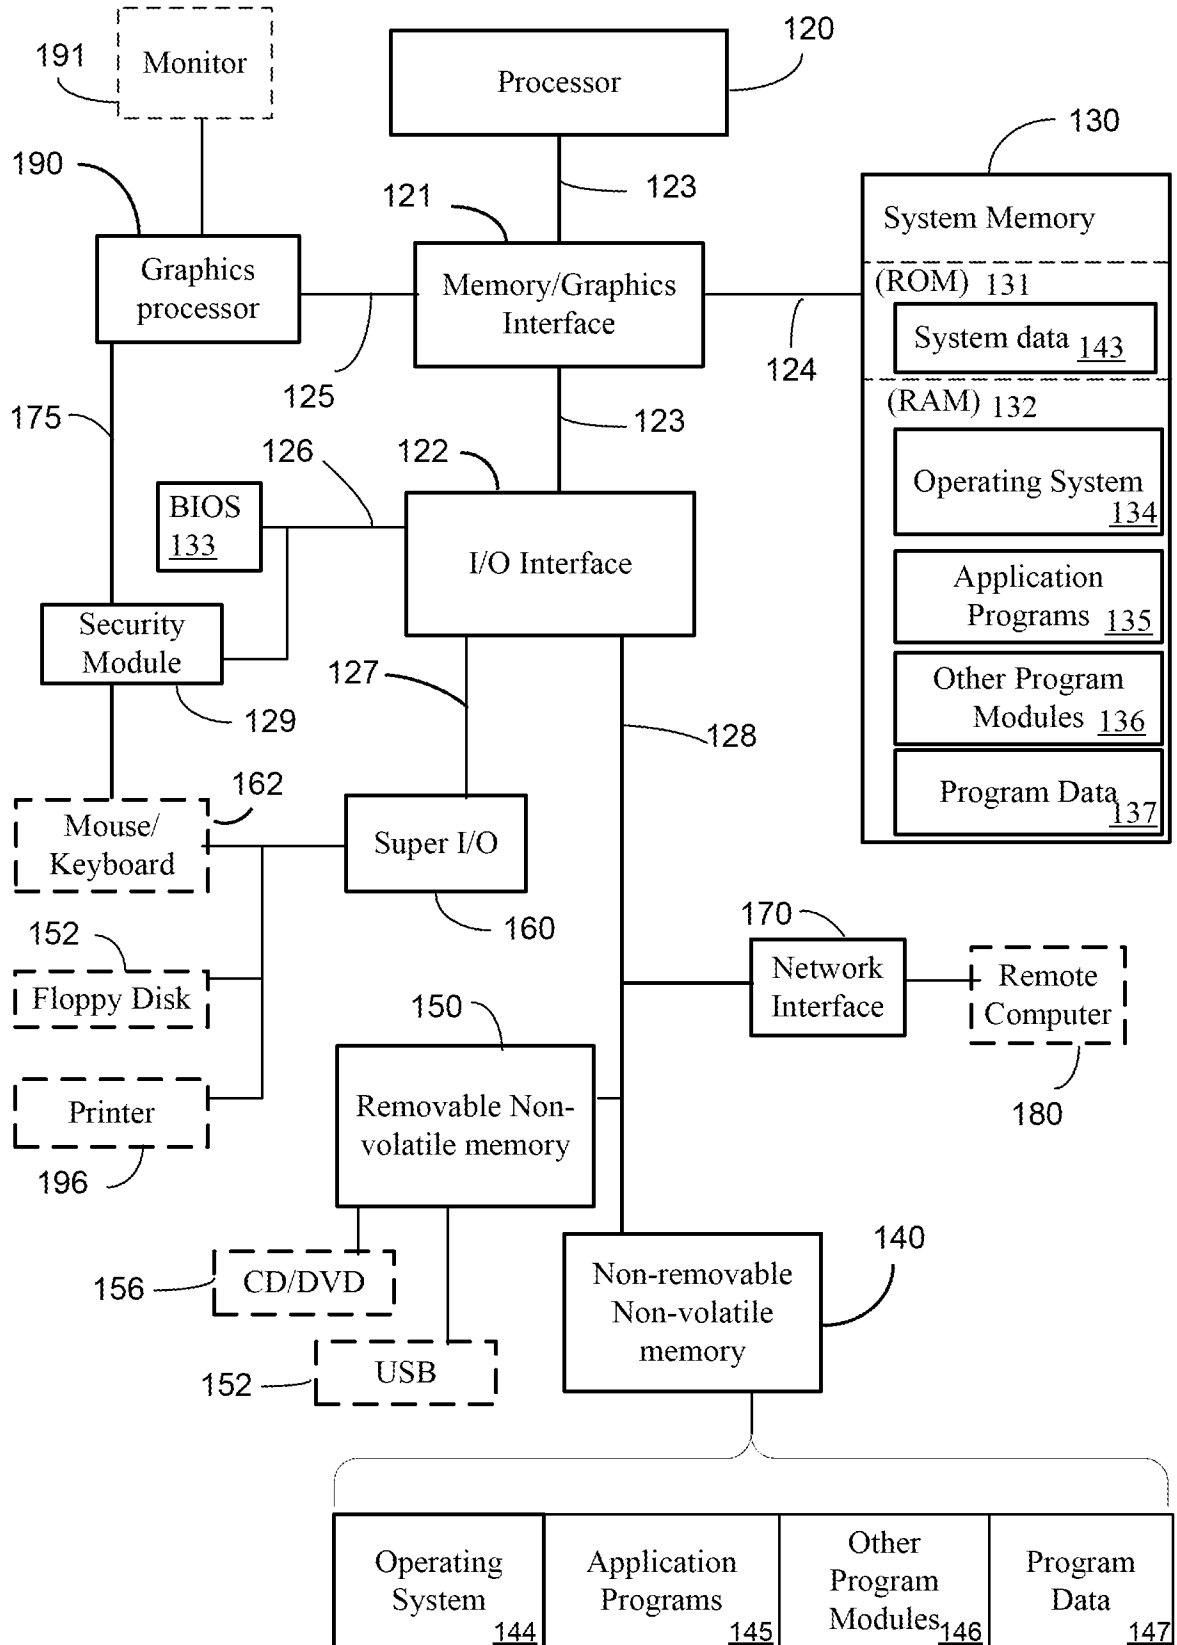 191
Monitor
Processor
120
190
121
123
130
System Memory
Graphics
processor
Memory/Graphics
Interface
(ROM) 131
System data 143
125
124
(RAM) 132
175
123
126
122
Operating System
134
BIOS
133
I/O Interface
Application
Programs 135
Security
Module
129
127
128
Other Program
Modules 136
Program Data
137
162
Mouse/
Keyboard
Super I/O
160
152
Floppy Disk
170
Network
Interface
Remote
Computer
180
150
Removable Non-
volatile memory
Printer
196
156
CD/DVD
152
USB
140
Non-removable
Non-volatile
memory
Operating
System
144
Application
Programs
145
Other
Program
Modules 146
Program
Data
147